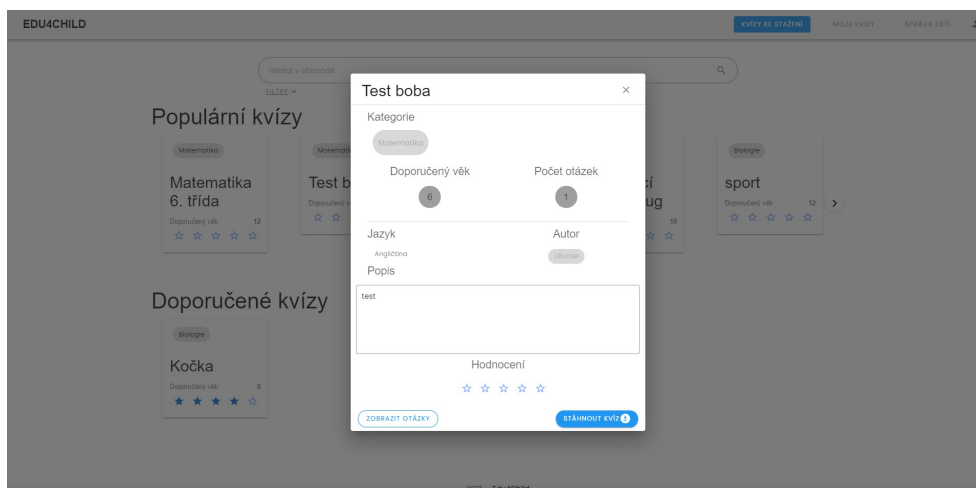 EDU4CHILD
KVÍZY KE STAŽENÍ
MOJE KVÍZY
SPRÁVA DĚTÍ
Hledat v obchodě
FILTRY
Populární kvízy
Matematika
Matematika
6. třída
Doporučený věk 12
Test b
Doporučený v
Test boba
Kategorie
Matematika
Doporučený věk
Počet otázek
6
1
Jazyk
Autor
Angličtina
Popis
test
Hodnocení
ZOBRAZIT OTÁZKY
STÁHNOUT KVÍZ
ug
10
Biologie
sport
Doporučený věk 12
Doporučené kvízy
Biologie
Kočka
Doporučený věk 8